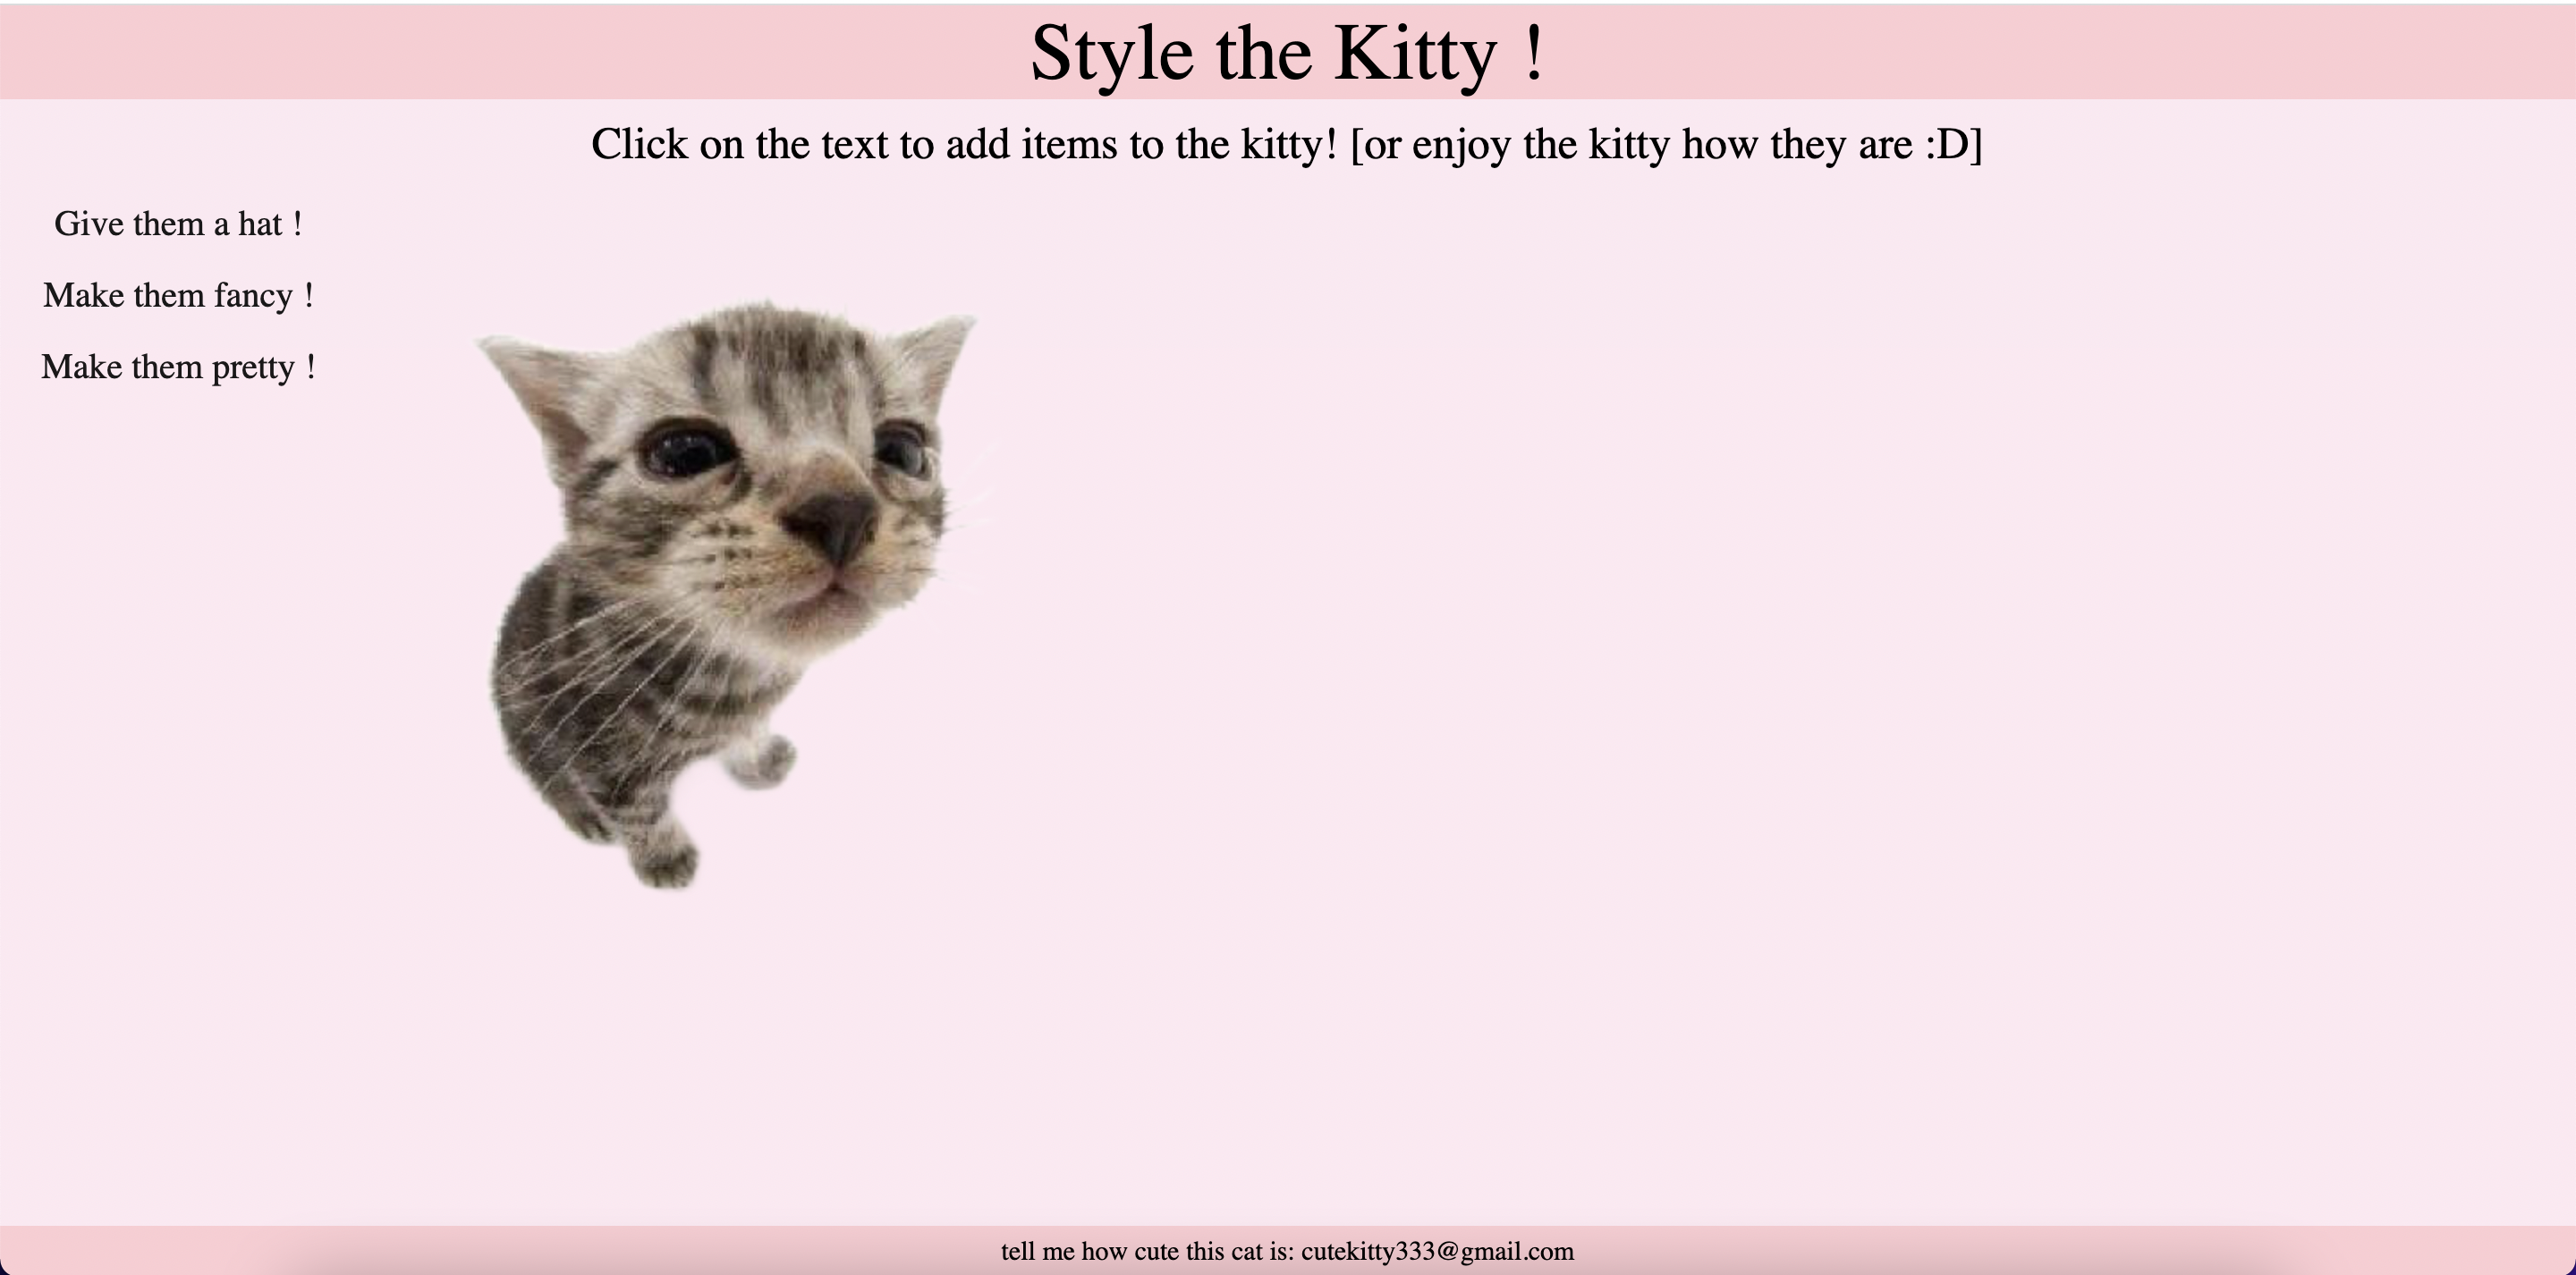 Style the Kitty !
Click on the text to add items to the kitty! [or enjoy the kitty how they are :D]
Give them a hat !
Make them fancy !
Make them pretty !
tell me how cute this cat is: cutekitty333@gmail.com